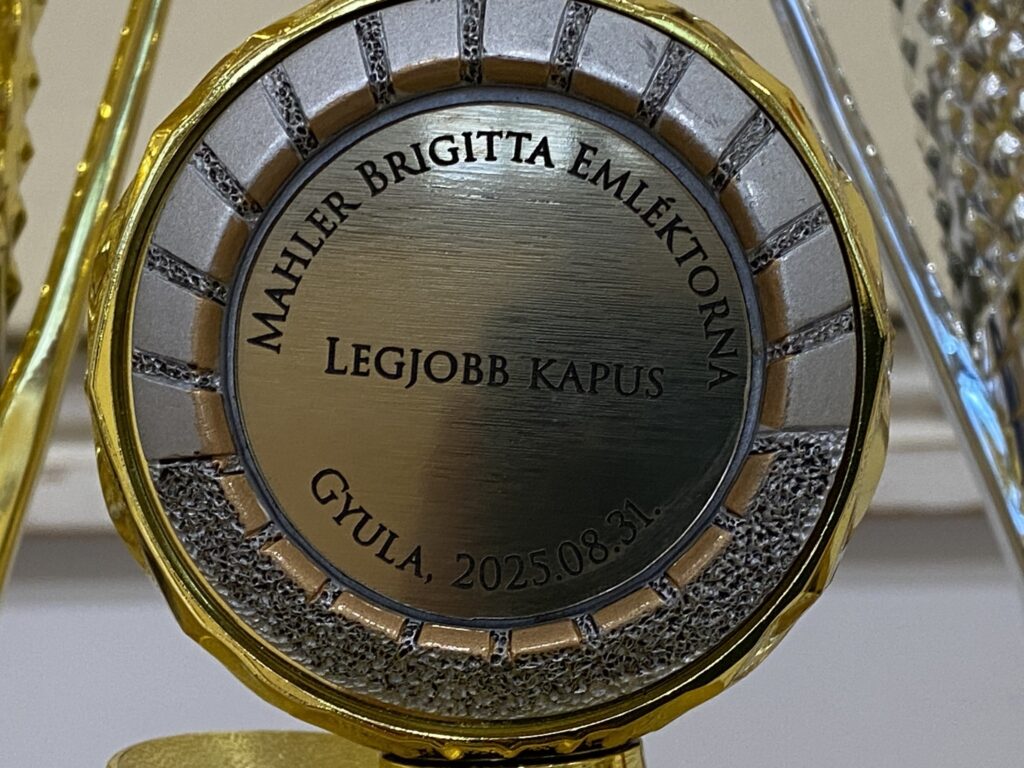 Mahler Brigitta Emléktorna
Legjobb kapus
Gyula, 2025.08.31.